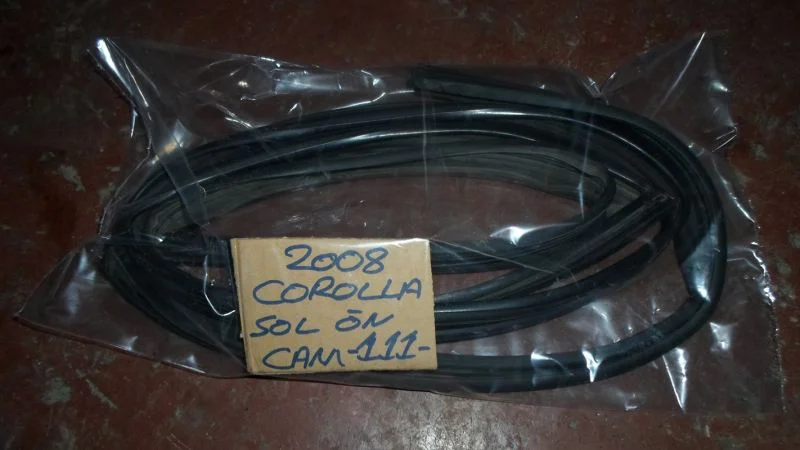 2008
COROLLA
SOL ÖN
CAM-111-